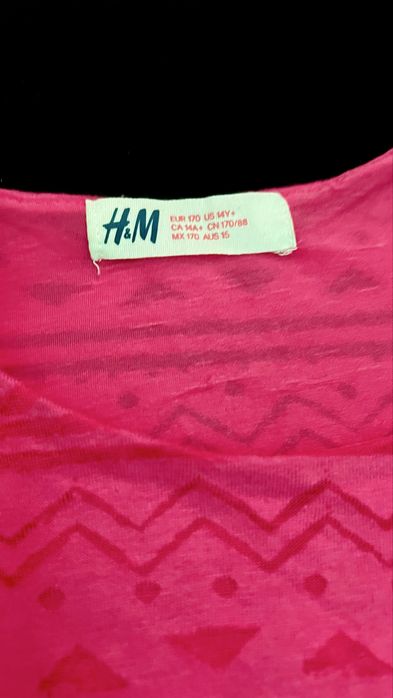 H&M
EUR 170 US 14Y+
CA 14A+ CN 170/88
MX 170 AUS 15